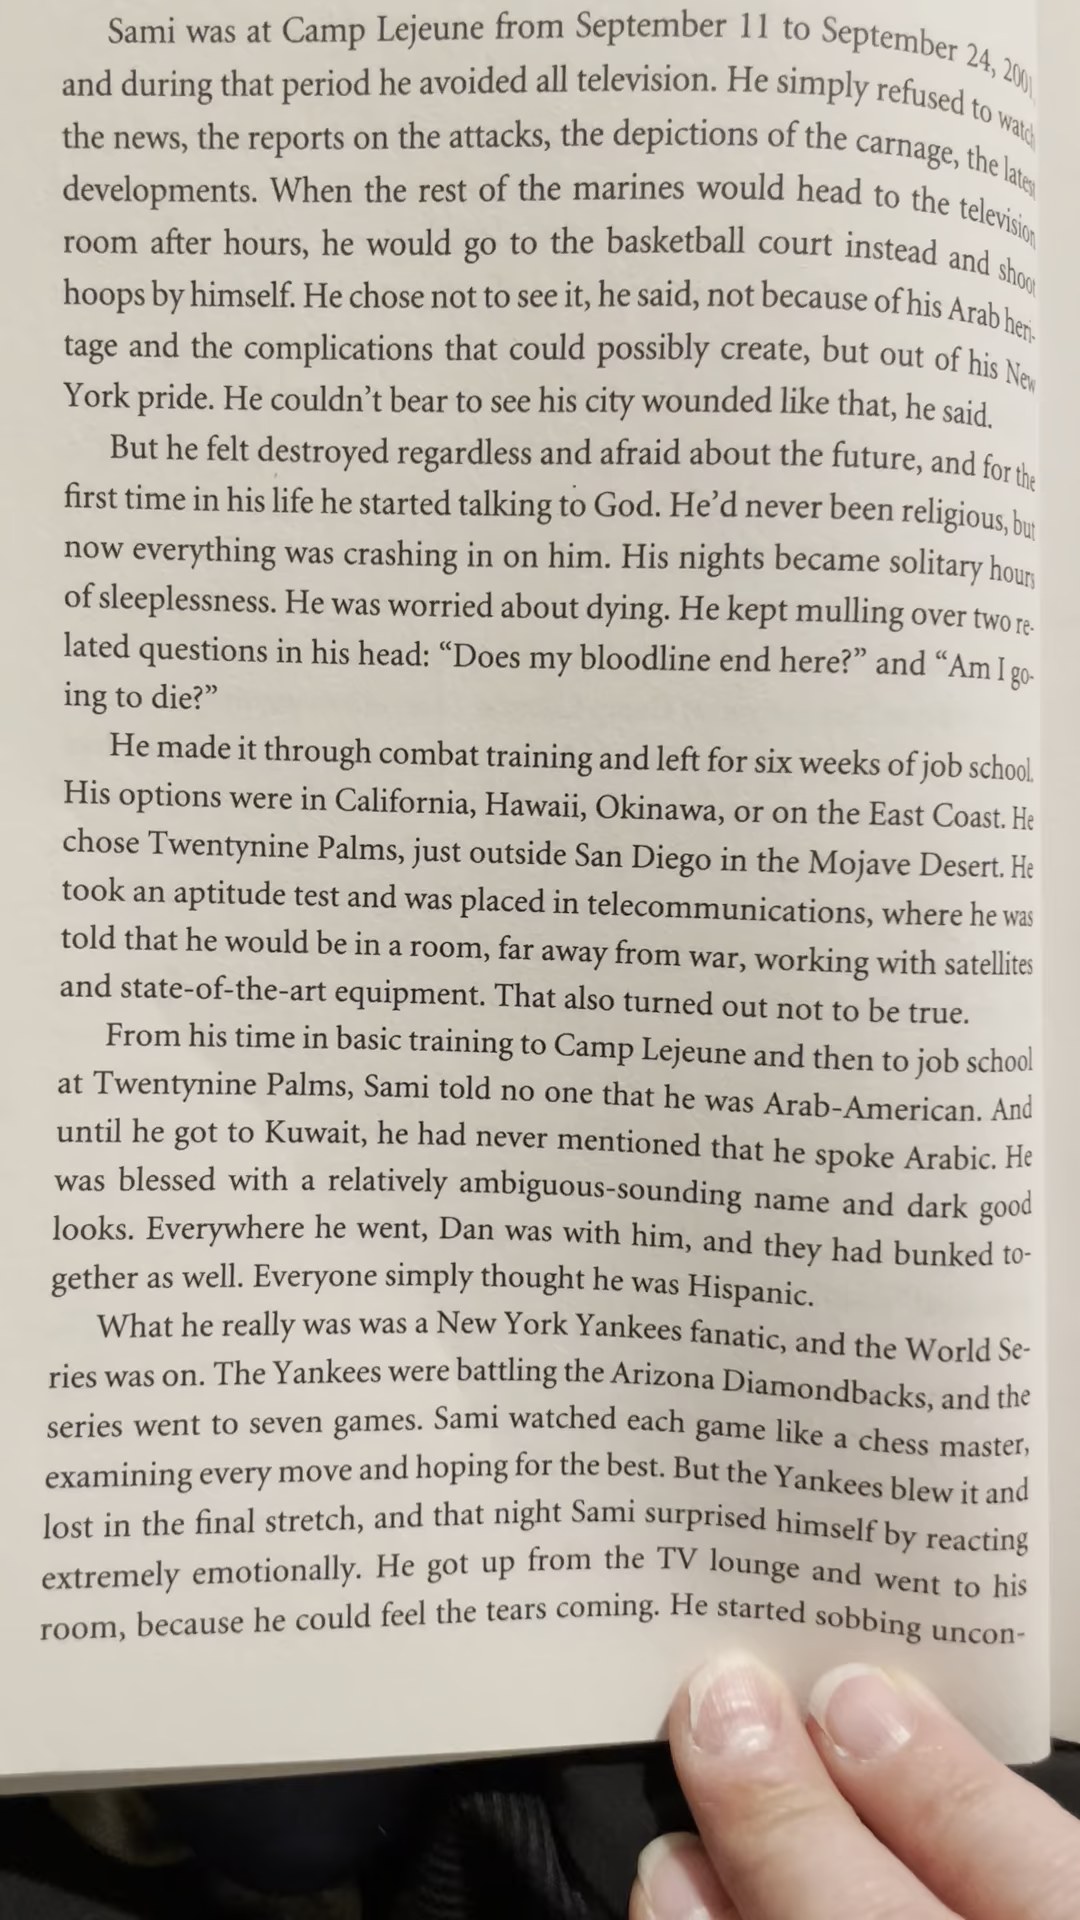 Sami was at Camp Lejeune from September 11 to September 24, 2001,
and during that period he avoided all television. He simply refused to watch
the news, the reports on the attacks, the depictions of the carnage, the latest
developments. When the rest of the marines would head to the television
room after hours, he would go to the basketball court instead and shoot
hoops by himself. He chose not to see it, he said, not because of his Arab heri-
tage and the complications that could possibly create, but out of his New
York pride. He couldn’t bear to see his city wounded like that, he said.
But he felt destroyed regardless and afraid about the future, and for the
first time in his life he started talking to God. He’d never been religious, but
now everything was crashing in on him. His nights became solitary hours
of sleeplessness. He was worried about dying. He kept mulling over two re-
lated questions in his head: “Does my bloodline end here?” and “Am I go-
ing to die?”
He made it through combat training and left for six weeks of job school.
His options were in California, Hawaii, Okinawa, or on the East Coast. He
chose Twentynine Palms, just outside San Diego in the Mojave Desert. He
took an aptitude test and was placed in telecommunications, where he was
told that he would be in a room, far away from war, working with satellites
and state-of-the-art equipment. That also turned out not to be true.
From his time in basic training to Camp Lejeune and then to job school
at Twentynine Palms, Sami told no one that he was Arab-American. And
until he got to Kuwait, he had never mentioned that he spoke Arabic. He
was blessed with a relatively ambiguous-sounding name and dark good
looks. Everywhere he went, Dan was with him, and they had bunked to-
gether as well. Everyone simply thought he was Hispanic.
What he really was was a New York Yankees fanatic, and the World Se-
ries was on. The Yankees were battling the Arizona Diamondbacks, and the
series went to seven games. Sami watched each game like a chess master,
examining every move and hoping for the best. But the Yankees blew it and
lost in the final stretch, and that night Sami surprised himself by reacting
extremely emotionally. He got up from the TV lounge and went to his
room, because he could feel the tears coming. He started sobbing uncon-